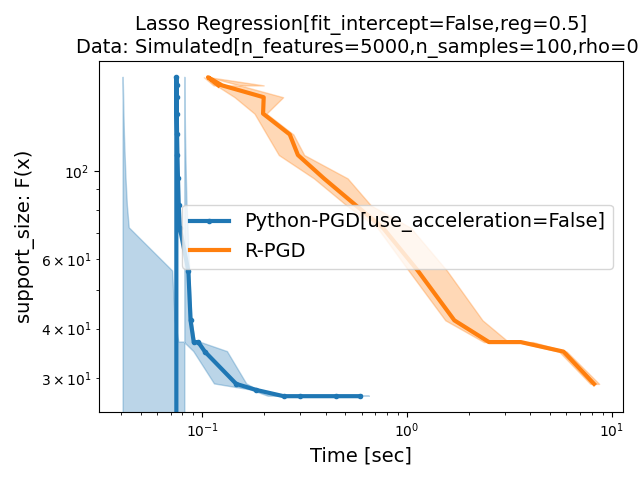 Lasso Regression[fit_intercept=False,reg=0.5]
Data: Simulated[n_features=5000,n_samples=100,rho=0
support_size: F(x)
10²
6 × 10¹
4 × 10¹
3 × 10¹
Python-PGD[use_acceleration=False]
R-PGD
10⁻¹ 10⁰ 10¹
Time [sec]